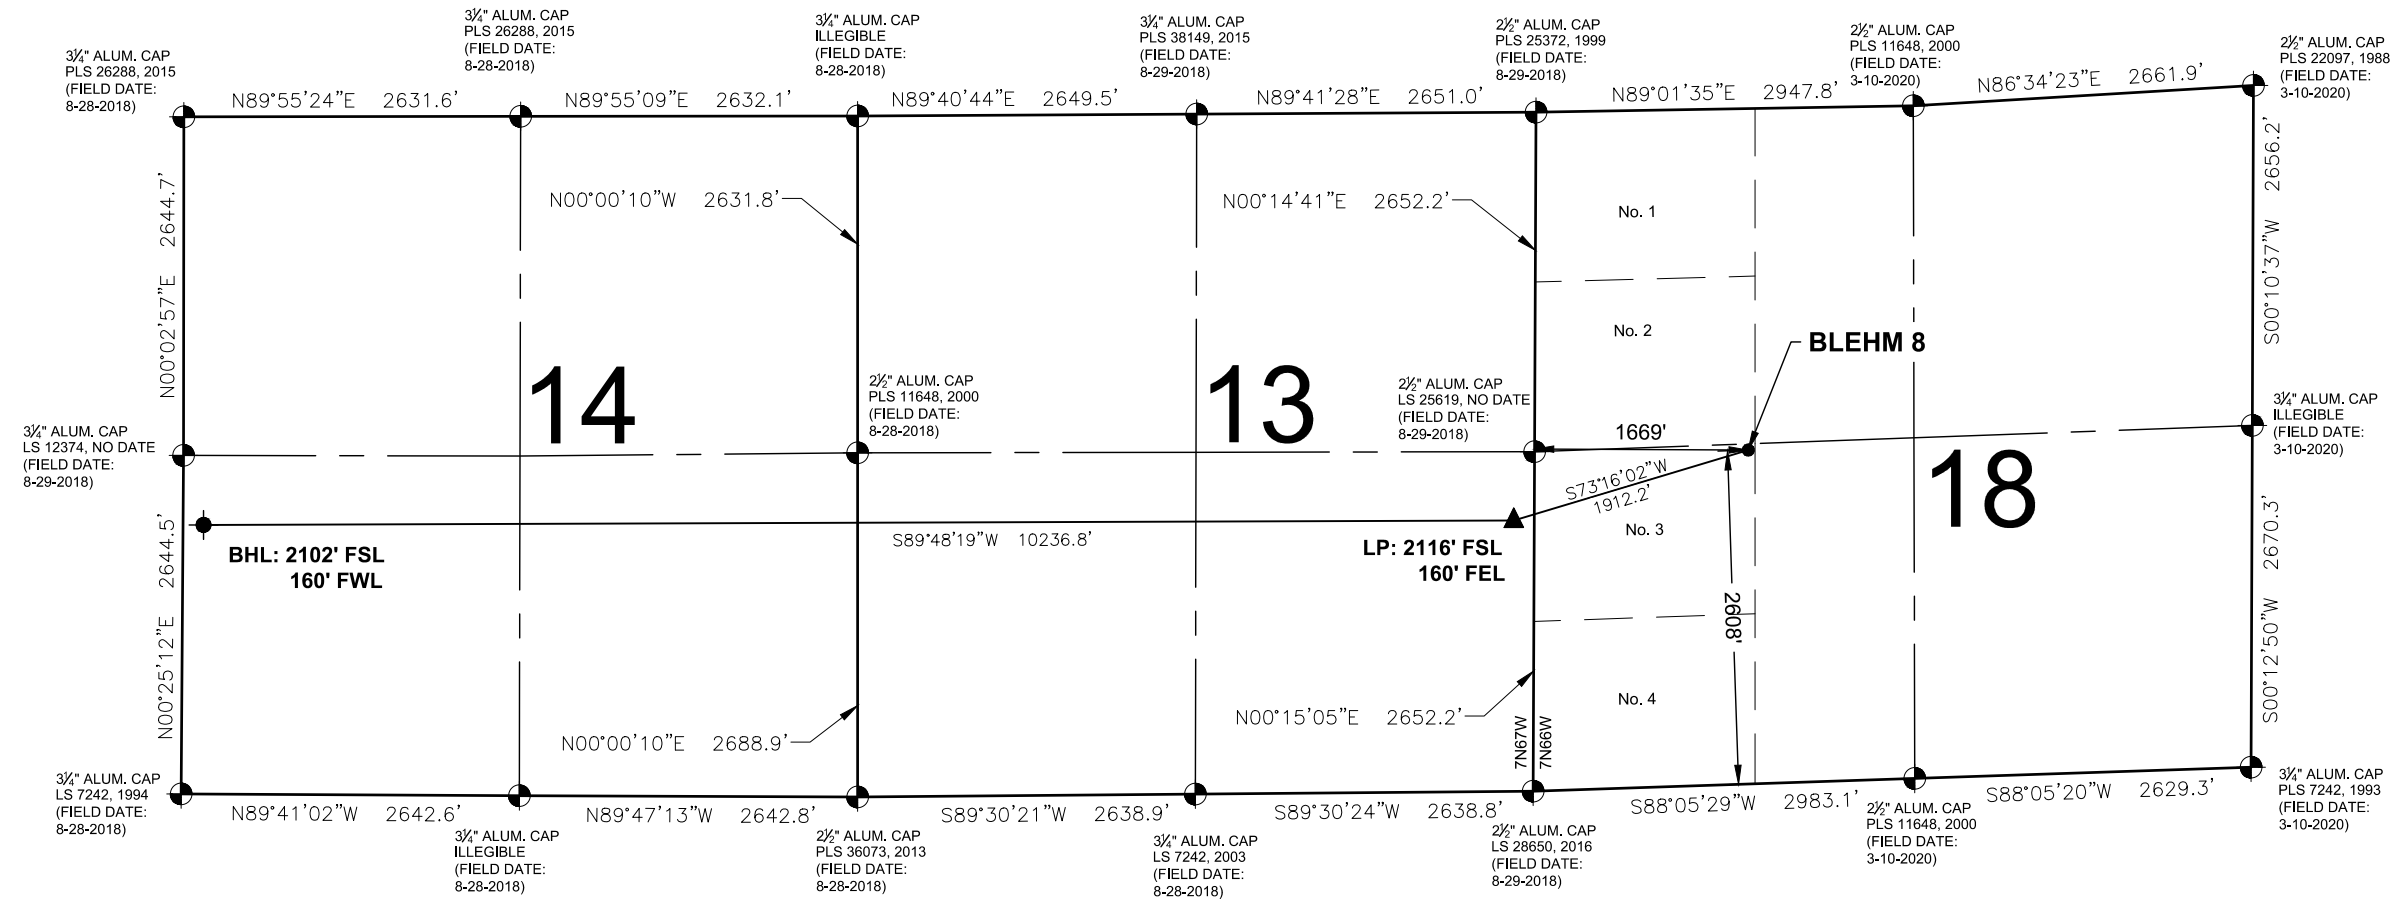 3¼" ALUM. CAP
PLS 26288, 2015
(FIELD DATE:
8-28-2018)
3¼" ALUM. CAP
PLS 26288, 2015
(FIELD DATE:
8-28-2018)
3¼" ALUM. CAP
ILLEGIBLE
(FIELD DATE:
8-28-2018)
3¼" ALUM. CAP
PLS 38149, 2015
(FIELD DATE:
8-29-2018)
2½" ALUM. CAP
PLS 25372, 1999
(FIELD DATE:
8-29-2018)
2½" ALUM. CAP
PLS 11648, 2000
(FIELD DATE:
3-10-2020)
2½" ALUM. CAP
PLS 22097, 1988
(FIELD DATE:
3-10-2020)
N89°55'24"E 2631.6'
N89°55'09"E 2632.1'
N89°40'44"E 2649.5'
N89°41'28"E 2651.0'
N89°01'35"E 2947.8'
N86°34'23"E 2661.9'
N00°02'57"E 2644.7'
N00°00'10"W 2631.8'
N00°14'41"E 2652.2'
No. 1
S00°10'37"W 2656.2'
No. 2
BLEHM 8
14
13
18
3¼" ALUM. CAP
LS 12374, NO DATE
(FIELD DATE:
8-29-2018)
2½" ALUM. CAP
PLS 11648, 2000
(FIELD DATE:
8-28-2018)
2½" ALUM. CAP
LS 25619, NO DATE
(FIELD DATE:
8-29-2018)
1669'
3¼" ALUM. CAP
ILLEGIBLE
(FIELD DATE:
3-10-2020)
S73°16'02"W
1912.2'
BHL: 2102' FSL
160' FWL
S89°48'19"W 10236.8'
LP: 2116' FSL
160' FEL
No. 3
2608'
N00°25'12"E 2644.5'
N00°00'10"E 2688.9'
N00°15'05"E 2652.2'
7N67W
7N66W
No. 4
S00°12'50"W 2670.3'
3¼" ALUM. CAP
LS 7242, 1994
(FIELD DATE:
8-28-2018)
N89°41'02"W 2642.6'
N89°47'13"W 2642.8'
S89°30'21"W 2638.9'
S89°30'24"W 2638.8'
S88°05'29"W 2983.1'
S88°05'20"W 2629.3'
3¼" ALUM. CAP
PLS 7242, 1993
(FIELD DATE:
3-10-2020)
3¼" ALUM. CAP
ILLEGIBLE
(FIELD DATE:
8-28-2018)
2½" ALUM. CAP
PLS 36073, 2013
(FIELD DATE:
8-28-2018)
3¼" ALUM. CAP
LS 7242, 2003
(FIELD DATE:
8-28-2018)
2½" ALUM. CAP
LS 28650, 2016
(FIELD DATE:
8-29-2018)
2½" ALUM. CAP
PLS 11648, 2000
(FIELD DATE:
3-10-2020)